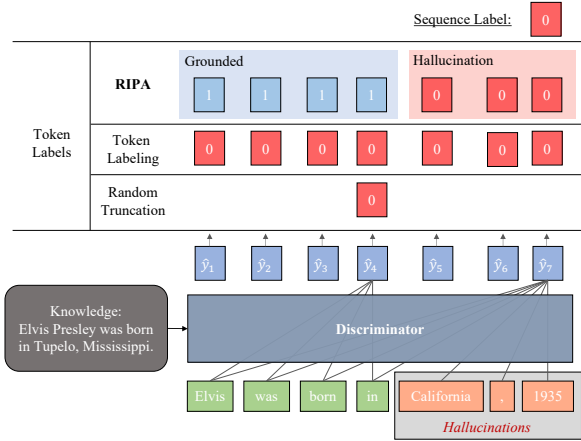 Sequence Label: 0
Grounded Hallucination
RIPA 1 1 1 1 0 0 0
Token Labels
Token Labeling 0 0 0 0 0 0 0
Random Truncation 0
ŷ₁ ŷ₂ ŷ₃ ŷ₄ ŷ₅ ŷ₆ ŷ₇
Knowledge:
Elvis Presley was born
in Tupelo, Mississippi.
Discriminator
Elvis was born in California , 1935
Hallucinations